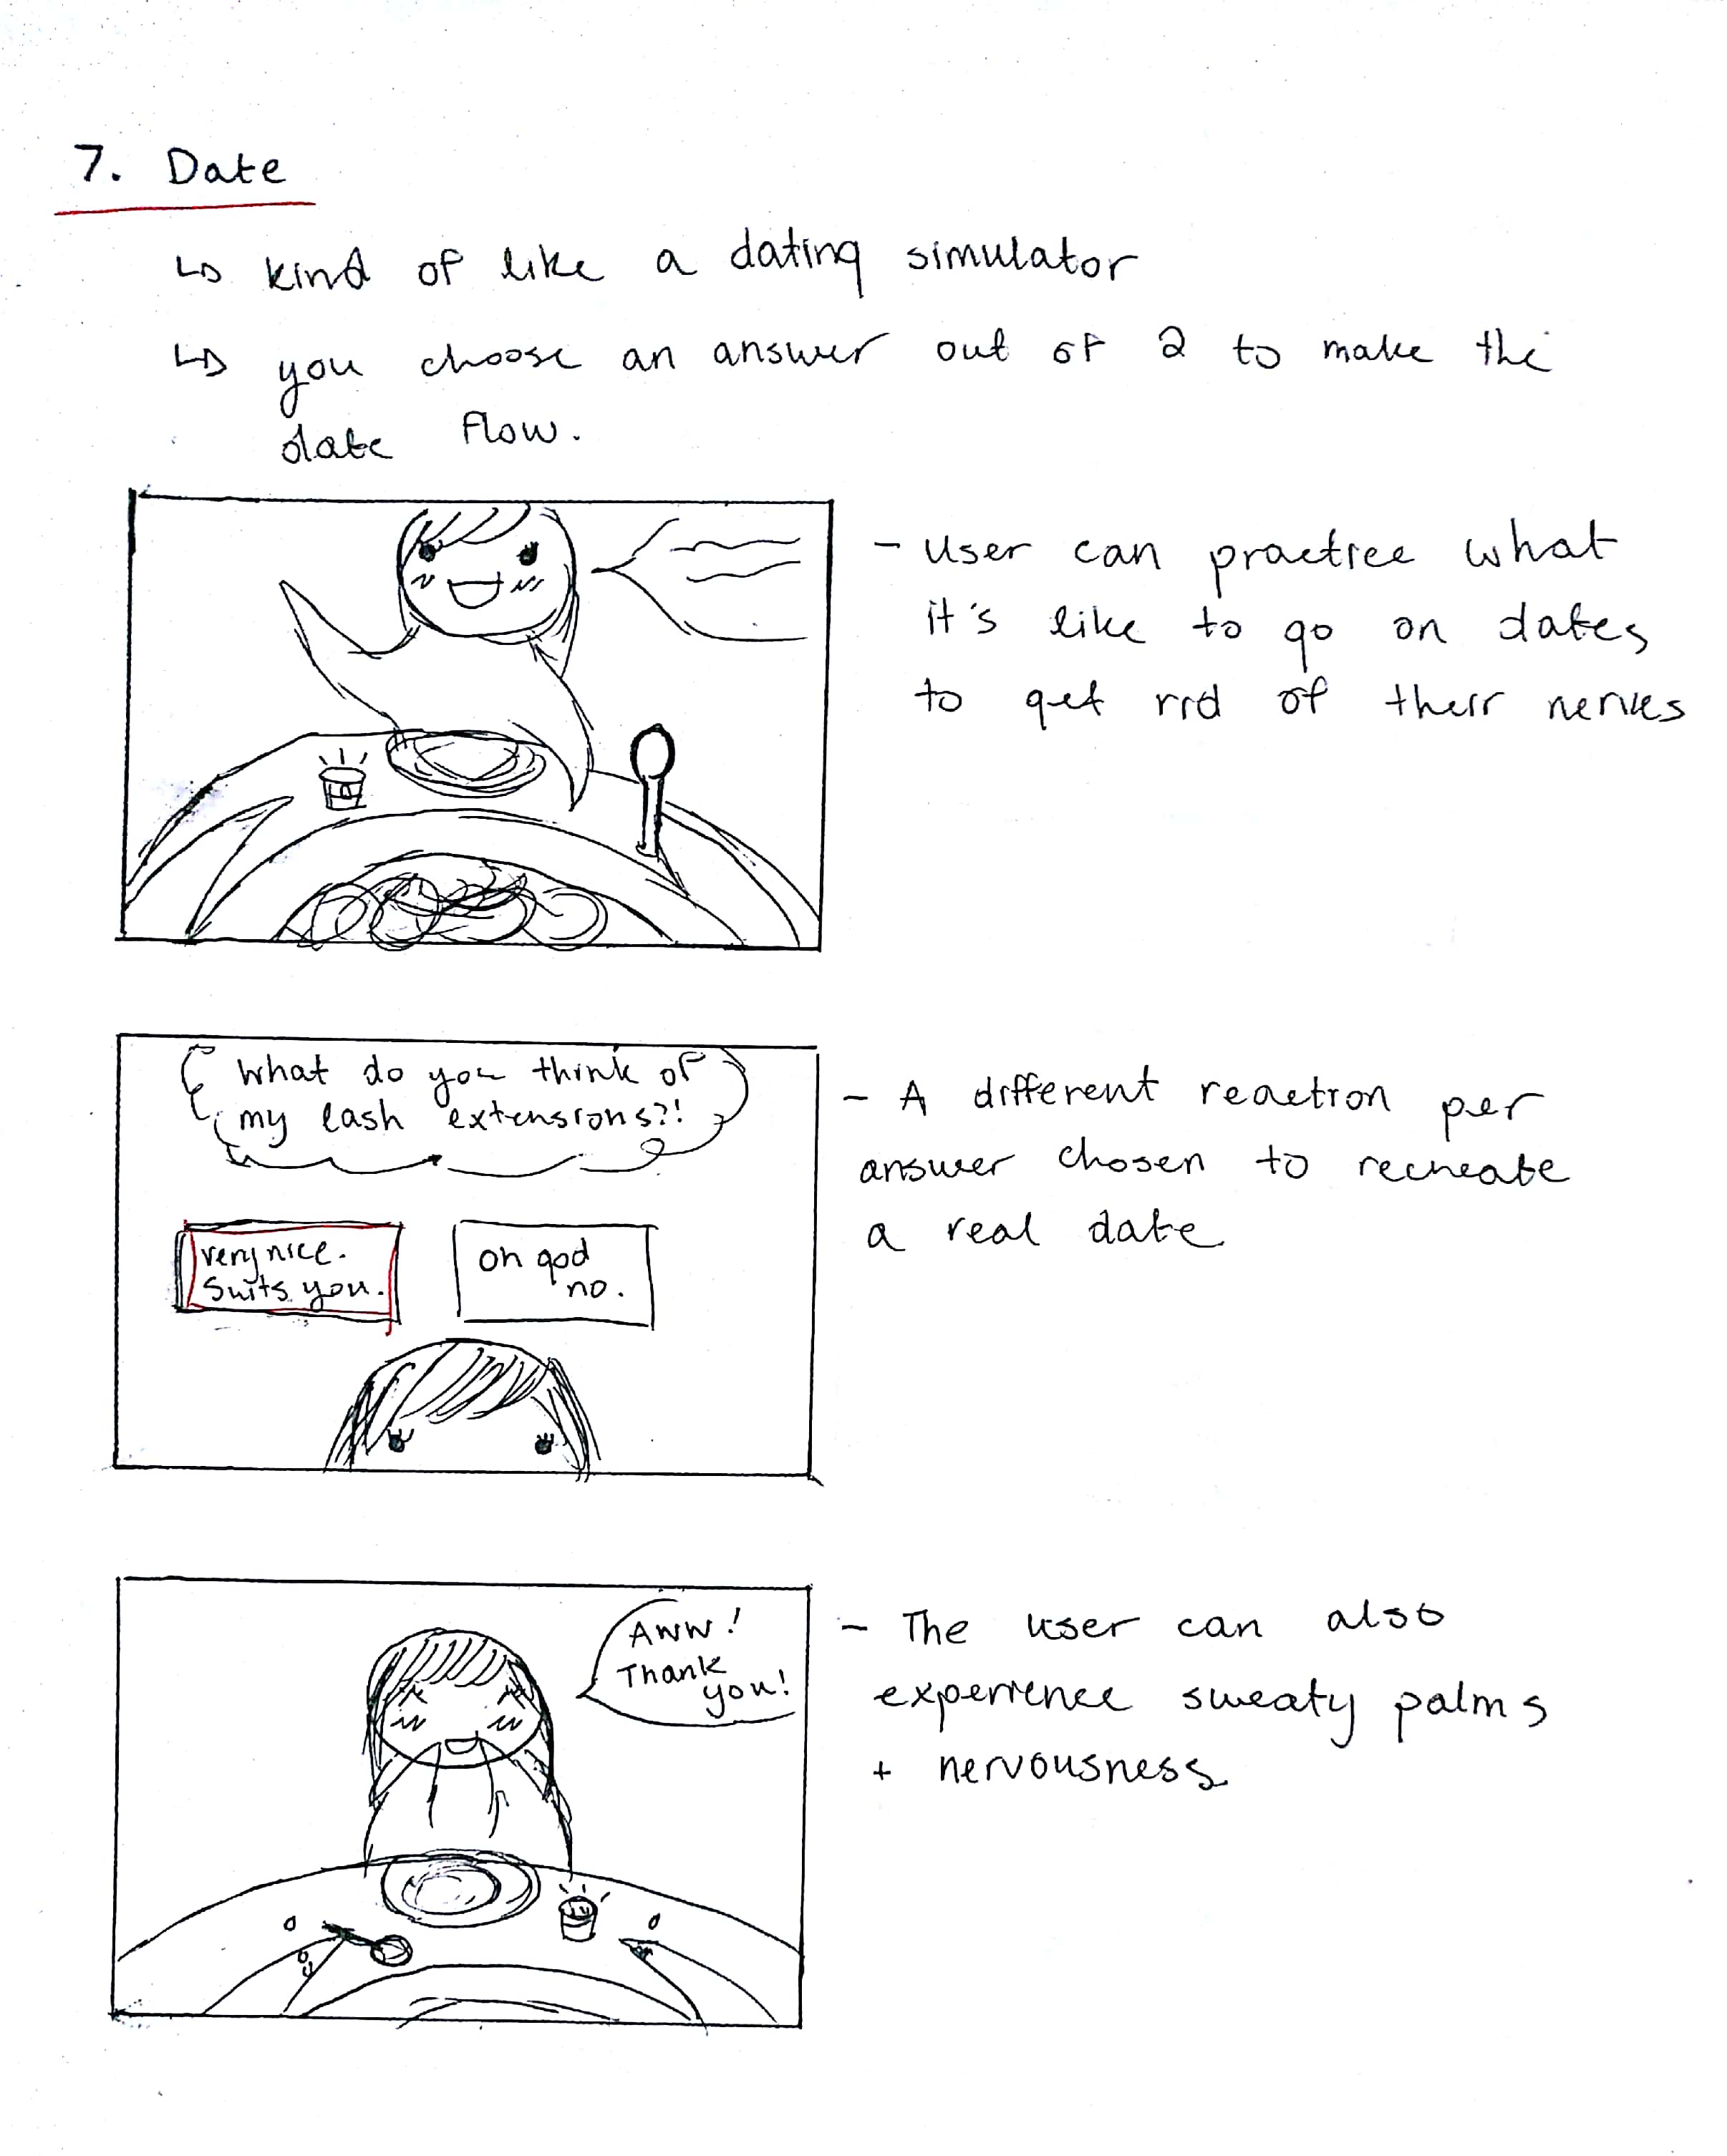 7. Date
↳ kind of like a dating simulator
↳ you choose an answer out of 2 to make the
date flow.
- User can practice what
it's like to go on dates
to get rid of their nerves
What do you think of
my lash extensions?!
very nice.
Suits you.
oh god
no.
- A different reaction per
answer chosen to recreate
a real date
Aww!
Thank
you!
- The user can also
experience sweaty palms
+ nervousness